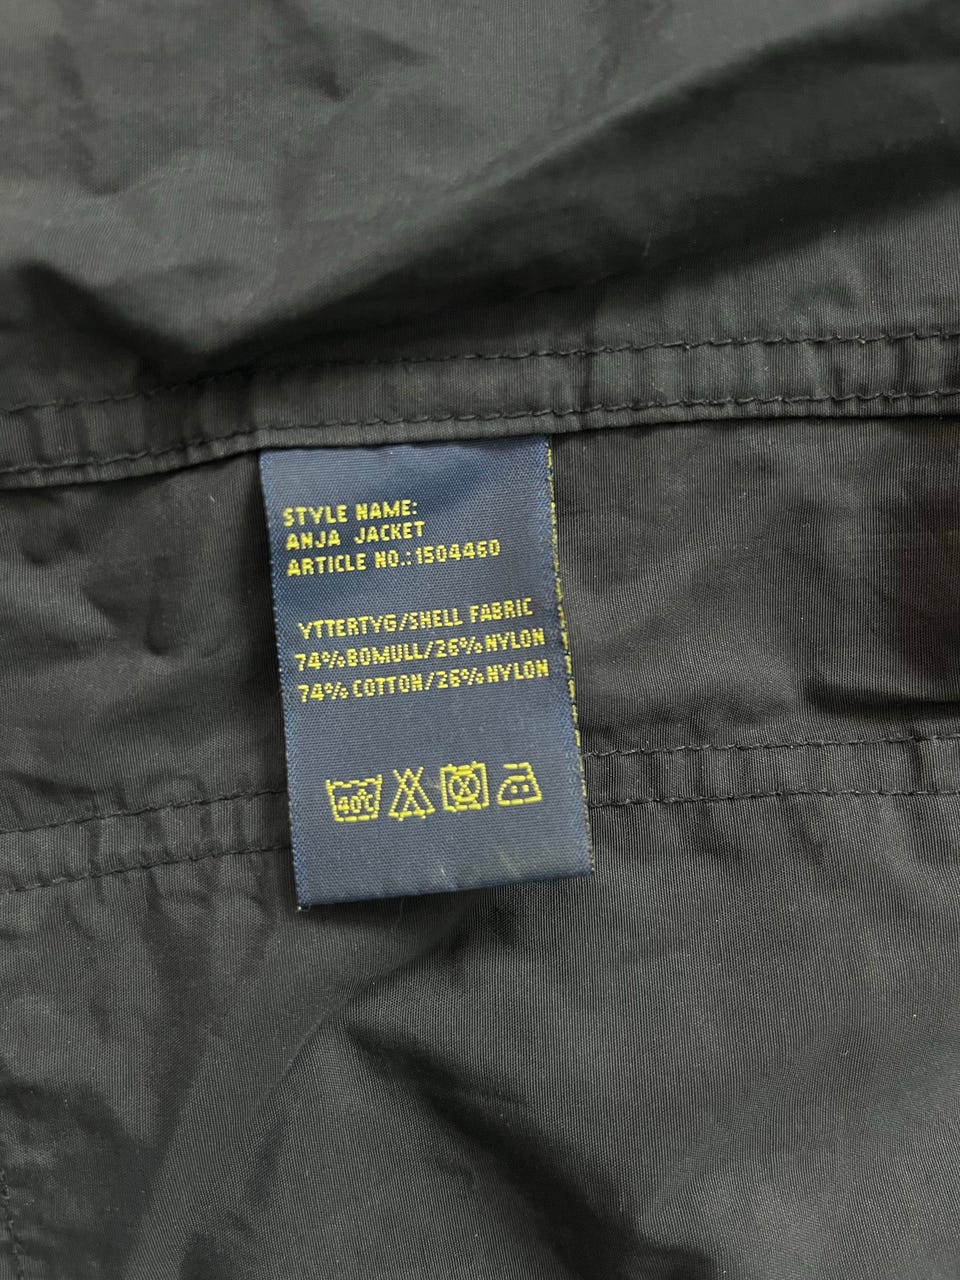 STYLE NAME:
ANJA JACKET
ARTICLE NO.: 1504460
YTTERTYG/SHELL FABRIC
74% BOMULL/26% NYLON
74% COTTON/26% NYLON
40°C